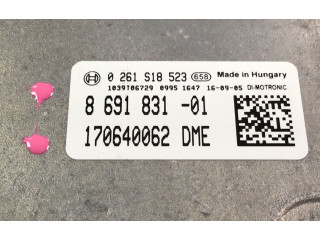 BOSCH 0 261 S18 523 658 Made in Hungary
1039T06729 0995 1647 16-09-05 DI-MOTRONIC
8 691 831 -01
170640062 DME